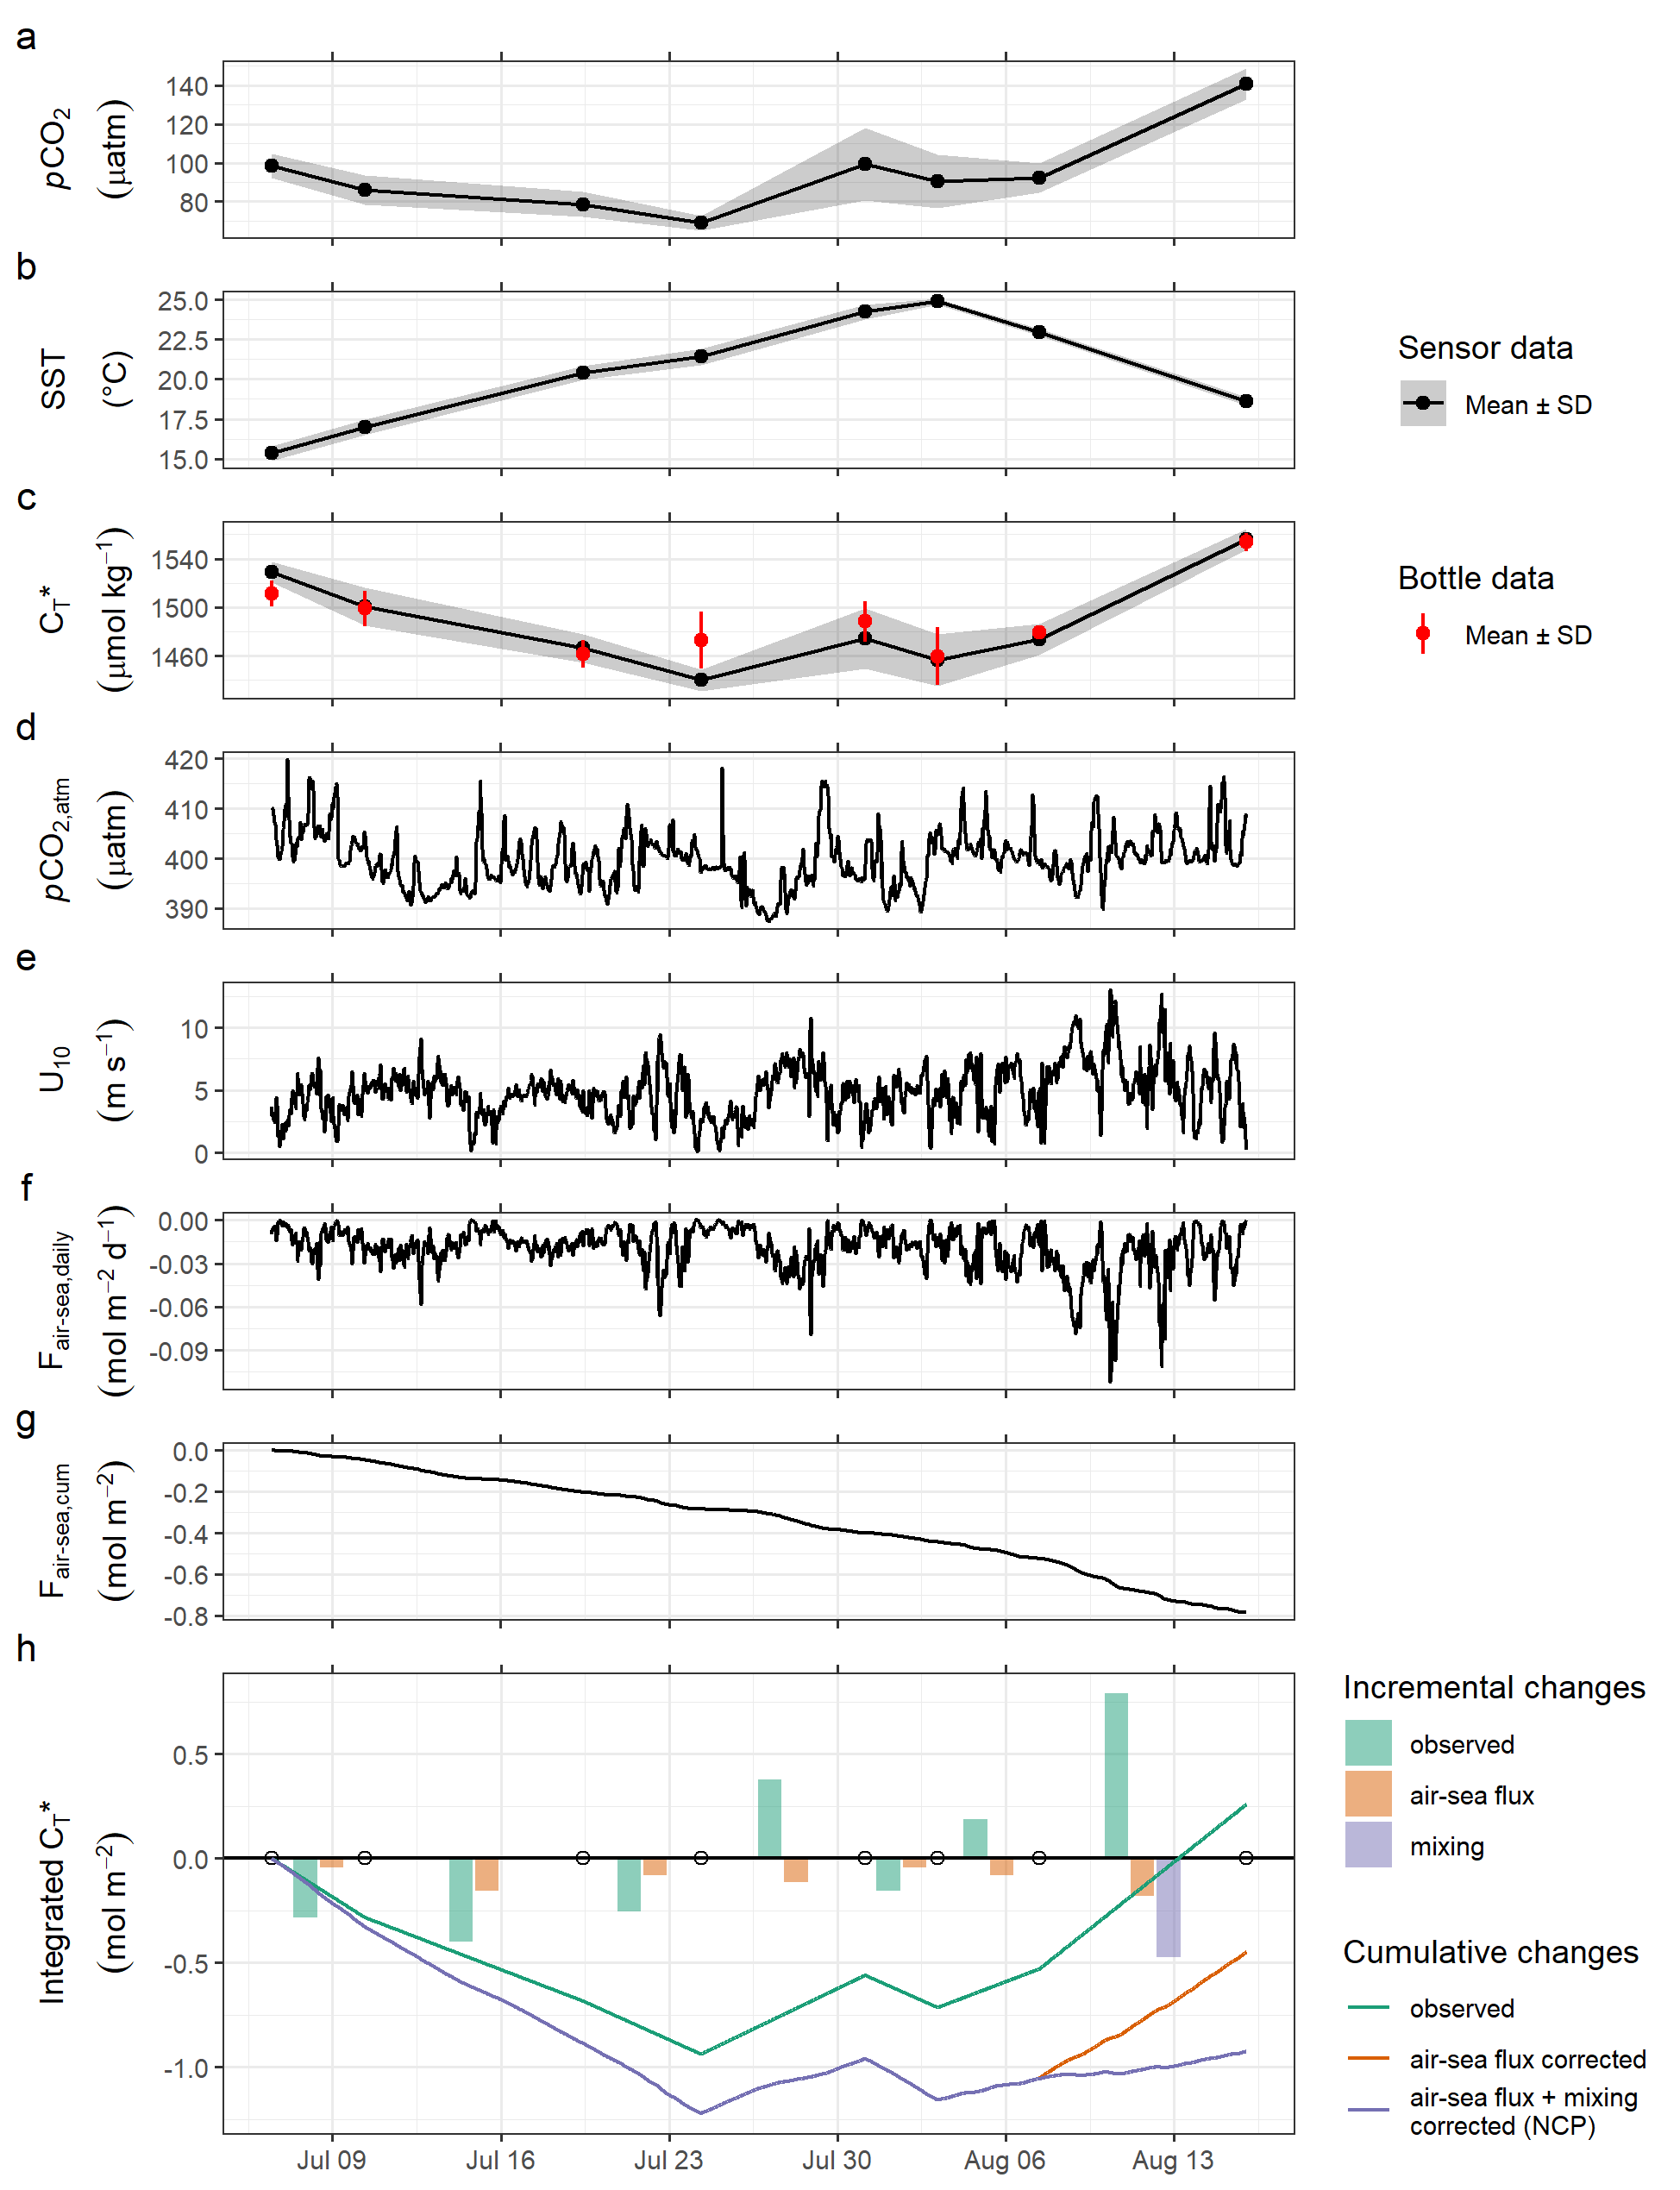 a
pCO2
(µatm)
140
120
100
80
b
SST
(°C)
25.0
22.5
20.0
17.5
15.0
Sensor data
Mean ± SD
c
CT*
(µmol kg−1)
1540
1500
1460
Bottle data
Mean ± SD
d
pCO2,atm
(µatm)
420
410
400
390
e
U10
(m s−1)
10
5
0
f
Fair-sea,daily
(mol m−2 d−1)
0.00
-0.03
-0.06
-0.09
g
Fair-sea,cum
(mol m−2)
0.0
-0.2
-0.4
-0.6
-0.8
h
Integrated CT*
(mol m−2)
0.5
0.0
-0.5
-1.0
Jul 09
Jul 16
Jul 23
Jul 30
Aug 06
Aug 13
Incremental changes
observed
air-sea flux
mixing
Cumulative changes
observed
air-sea flux corrected
air-sea flux + mixing
corrected (NCP)